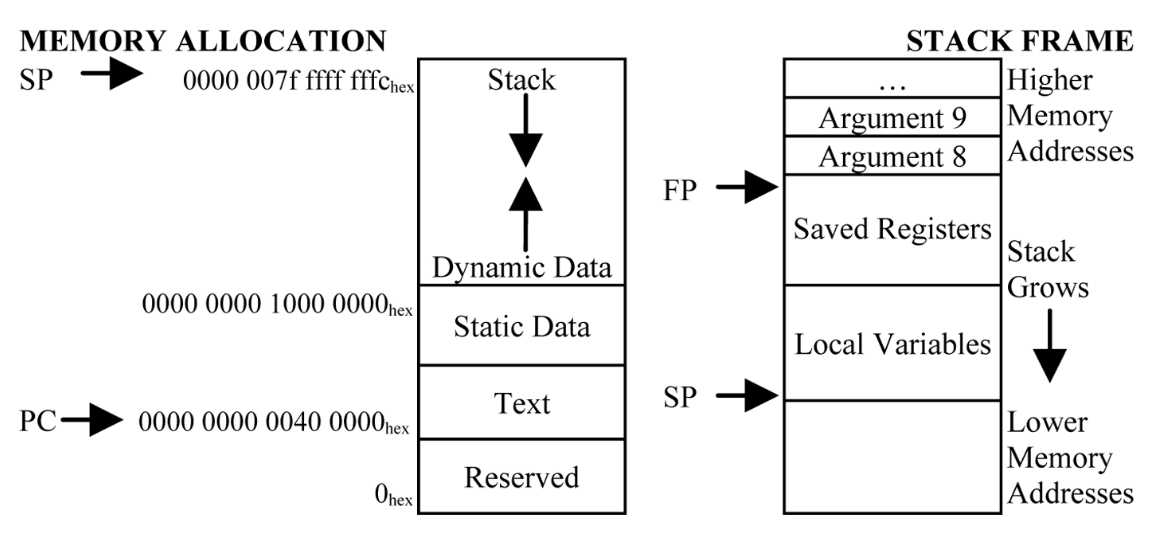 MEMORY ALLOCATION
SP
0000 007f ffff fffchex
Stack
Dynamic Data
0000 0000 1000 0000hex
Static Data
PC
0000 0000 0040 0000hex
Text
Reserved
0hex
STACK FRAME
…
Argument 9
Argument 8
FP
Saved Registers
Local Variables
SP
Higher
Memory
Addresses
Stack
Grows
Lower
Memory
Addresses